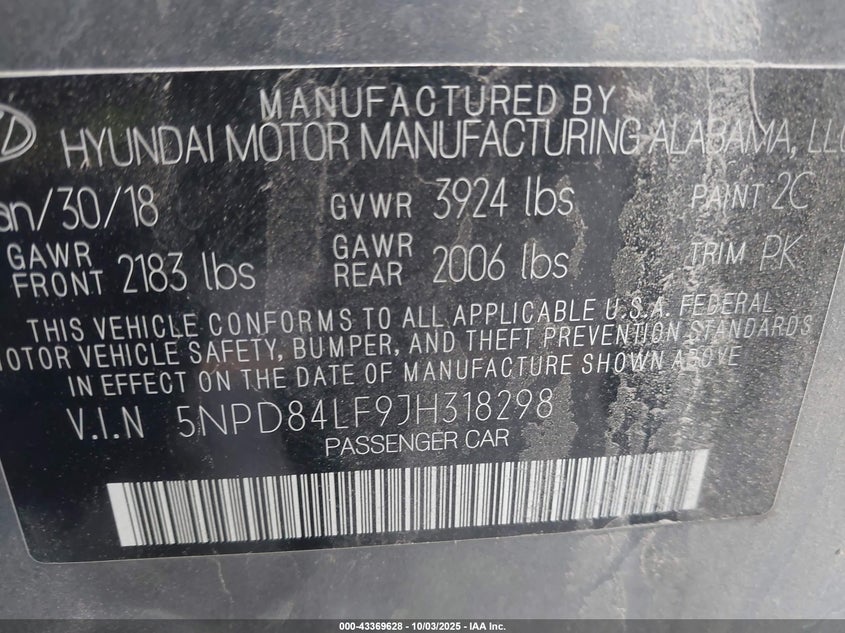 MANUFACTURED BY
HYUNDAI MOTOR MANUFACTURING ALABAMA, LLC
an/30/18 GVWR 3924 lbs PAINT 2C
GAWR FRONT 2183 lbs GAWR REAR 2006 lbs TRIM PK
THIS VEHICLE CONFORMS TO ALL APPLICABLE U.S.A. FEDERAL
MOTOR VEHICLE SAFETY, BUMPER, AND THEFT PREVENTION STANDARDS
IN EFFECT ON THE DATE OF MANUFACTURE SHOWN ABOVE
V.I.N 5NPD84LF9JH318298
PASSENGER CAR
000-43369628 - 10/03/2025 - IAA Inc.